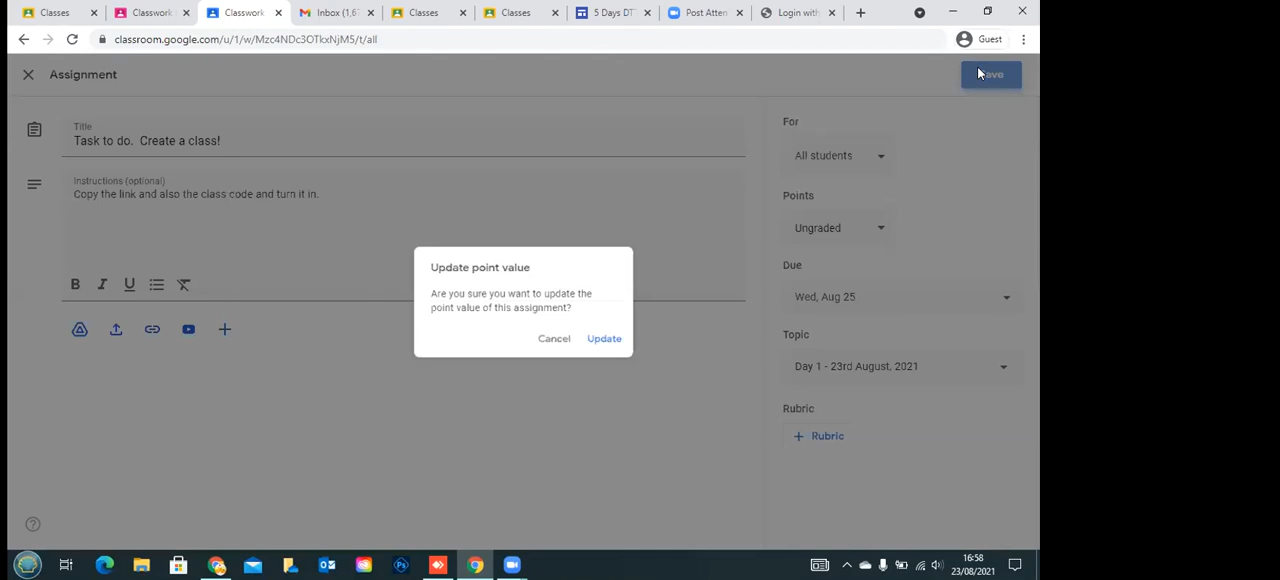 Classes
Classwork
Classwork
Inbox (1,6
Classes
Classes
5 Days DT
Post Atten
Login with
classroom.google.com/u/1/w/Mzc4NDc3OTkxNjM5/t/all
Guest
Assignment
Title
Task to do.  Create a class!
Instructions (optional)
Copy the link and also the class code and turn it in.
B I U
For
All students
Points
Ungraded
Due
Wed, Aug 25
Topic
Day 1 - 23rd August, 2021
Rubric
+ Rubric
Update point value
Are you sure you want to update the
point value of this assignment?
Cancel Update
16:58
23/08/2021